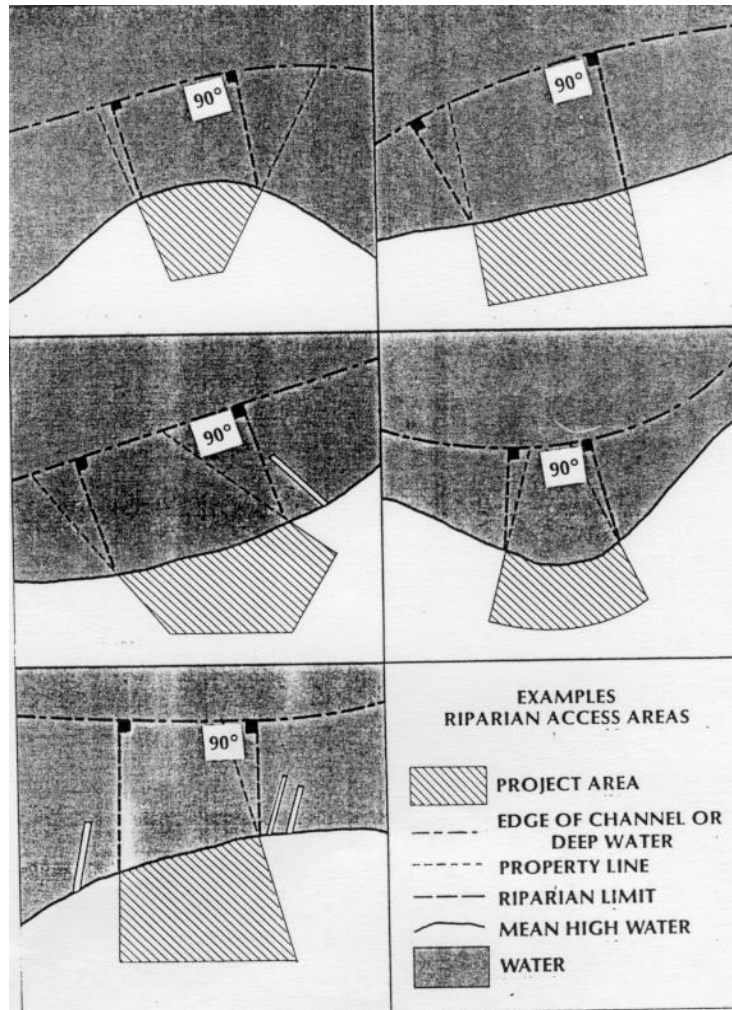 90°
90°
90°
90°
90°
EXAMPLES
RIPARIAN ACCESS AREAS
PROJECT AREA
EDGE OF CHANNEL OR
DEEP WATER
PROPERTY LINE
RIPARIAN LIMIT
MEAN HIGH WATER
WATER